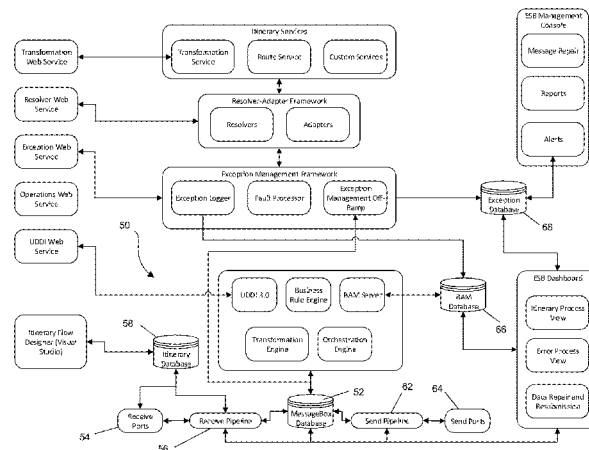 Itinerary Services
Transformation
Web Service
Transformation
Service
Route Service
Custom Services
ESB Management
Console
Message Repair
Reports
Alerts
Resolver Web
Service
Resolver-Adapter Framework
Resolvers
Adapters
Exception Web
Service
Exception Management Framework
Exception Logger
Fault Processor
Exception
Management Off-
Ramp
Operations Web
Service
Exception
Database
68
UDDI Web
Service
50
UDDI 3.0
Business
Rule Engine
BAM Server
BAM
Database
66
ESB Dashboard
Itinerary Process
View
Error Process
View
Data Repair and
Resubmission
Itinerary Flow
Designer (Visual
Studio)
58
Itinerary
Database
Transformation
Engine
Orchestration
Engine
52
62
64
Receive
Ports
54
Receive Pipeline
56
MessageBox
Database
Send Pipeline
Send Ports